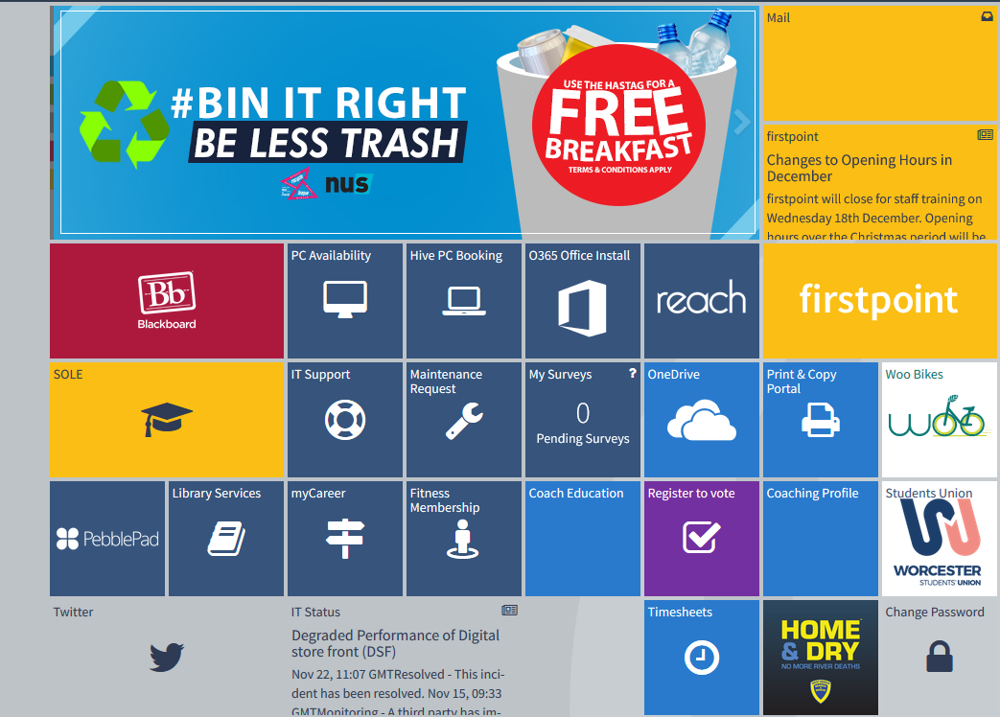 #BIN IT RIGHT
BE LESS TRASH
nus
USE THE HASTAG FOR A
FREE
BREAKFAST
TERMS & CONDITIONS APPLY
Mail
firstpoint
Changes to Opening Hours in
December
firstpoint will close for staff training on
Wednesday 18th December. Opening
hours over the Christmas period will be
Bb
Blackboard
PC Availability
Hive PC Booking
O365 Office Install
reach
firstpoint
SOLE
IT Support
Maintenance
Request
My Surveys
?
0
Pending Surveys
OneDrive
Print & Copy
Portal
Woo Bikes
woo
PebblePad
Library Services
myCareer
Fitness
Membership
Coach Education
Register to vote
Coaching Profile
Students Union
WORCESTER
STUDENTS' UNION
Twitter
IT Status
Degraded Performance of Digital
store front (DSF)
Nov 22, 11:07 GMTResolved - This inci-
dent has been resolved. Nov 15, 09:33
GMTMonitoring - A third party has im-
Timesheets
HOME
& DRY
NO MORE RIVER DEATHS
Change Password